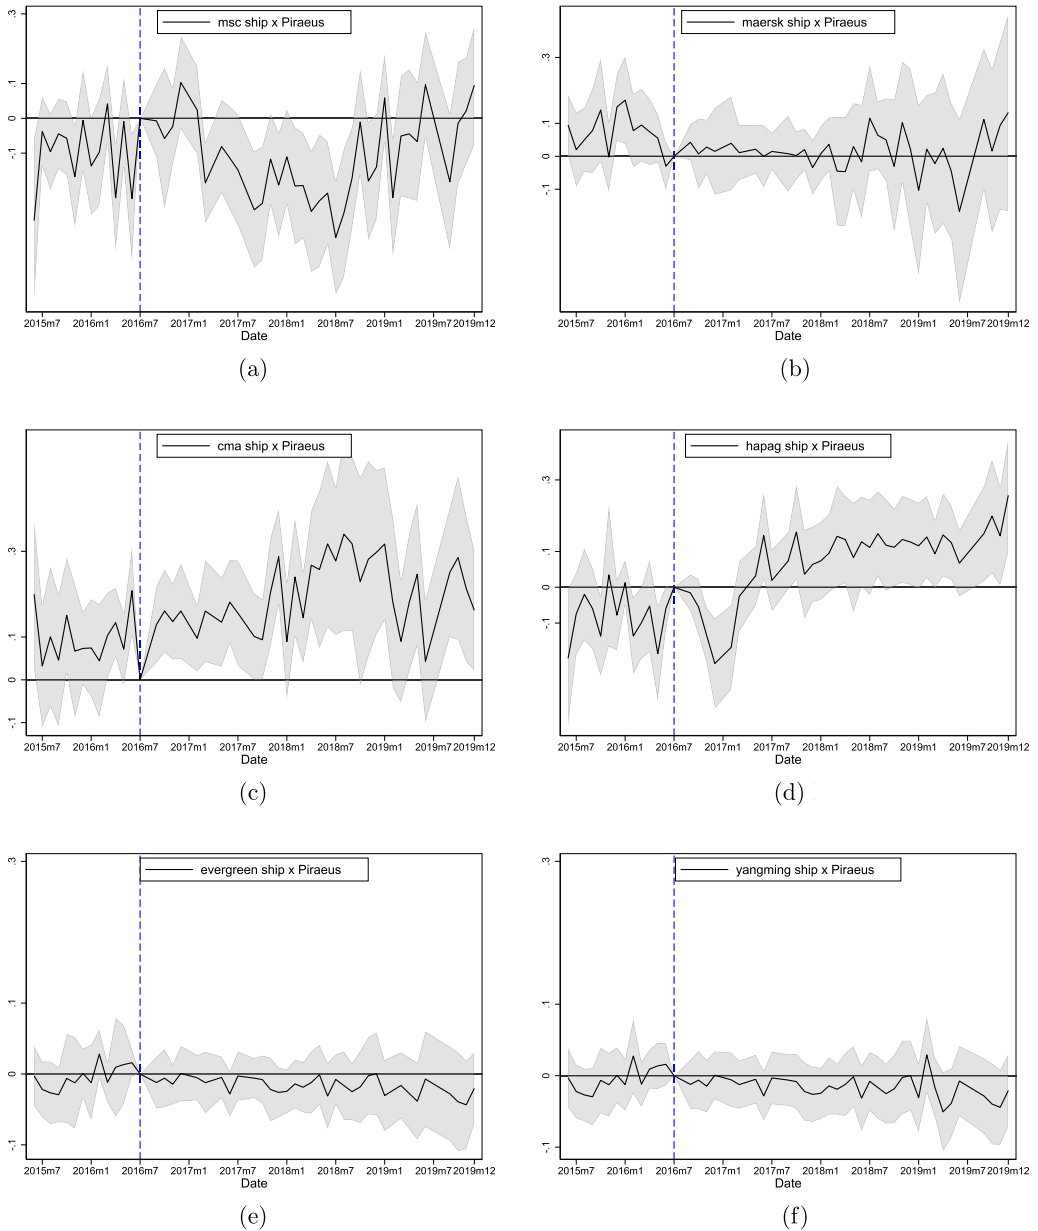 msc ship x Piraeus
.3
.1
0
-.1
2015m7 2016m1 2016m7 2017m1 2017m7 2018m1 2018m7 2019m1 2019m7 2019m12
Date
(a)
maersk ship x Piraeus
.3
.1
0
-.1
2015m7 2016m1 2016m7 2017m1 2017m7 2018m1 2018m7 2019m1 2019m7 2019m12
Date
(b)
cma ship x Piraeus
.3
.1
0
-.1
2015m7 2016m1 2016m7 2017m1 2017m7 2018m1 2018m7 2019m1 2019m7 2019m12
Date
(c)
hapag ship x Piraeus
.3
.1
0
-.1
2015m7 2016m1 2016m7 2017m1 2017m7 2018m1 2018m7 2019m1 2019m7 2019m12
Date
(d)
evergreen ship x Piraeus
.3
.1
0
-.1
2015m7 2016m1 2016m7 2017m1 2017m7 2018m1 2018m7 2019m1 2019m7 2019m12
Date
(e)
yangming ship x Piraeus
.3
.1
0
-.1
2015m7 2016m1 2016m7 2017m1 2017m7 2018m1 2018m7 2019m1 2019m7 2019m12
Date
(f)